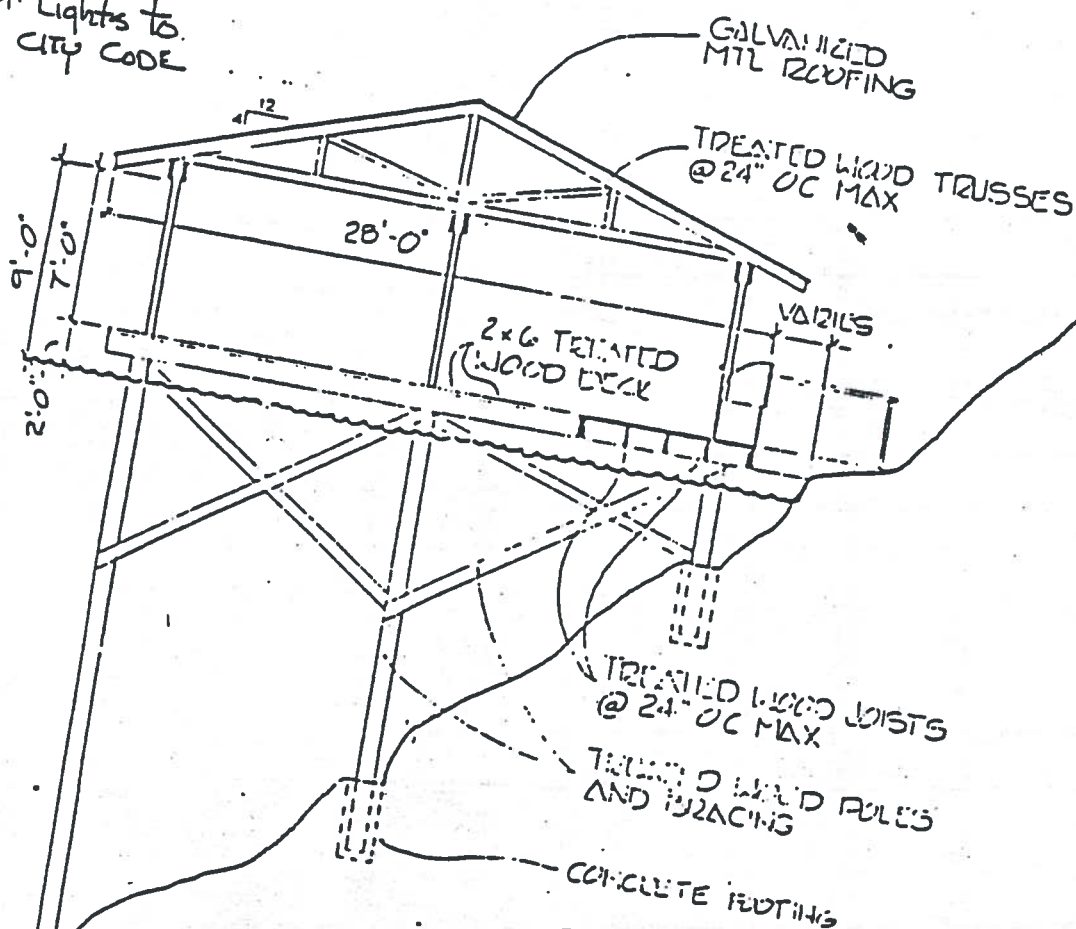 Lights to
CITY CODE
GALVANIZED
MTL ROOFING
12
4
TREATED WOOD TRUSSES
@ 24" OC MAX
9'-0"
7'-0"
28'-0"
VARIES
2x6 TREATED
WOOD DECK
2'0"
TREATED WOOD JOISTS
@ 24" OC MAX
TREATED WOOD POLES
AND BRACING
CONCRETE FOOTING